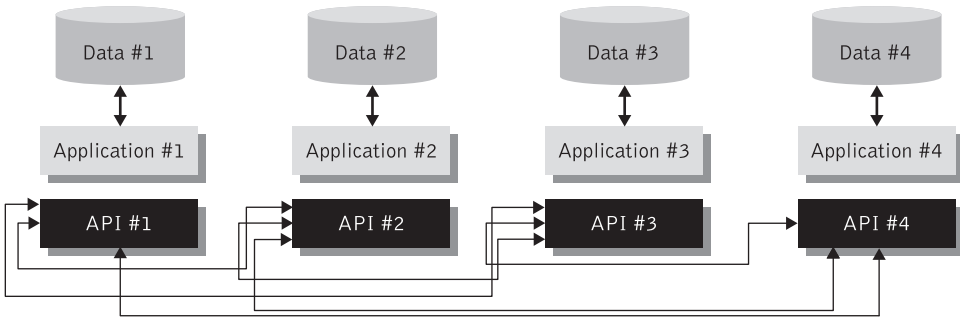 Data #1
Data #2
Data #3
Data #4
Application #1
Application #2
Application #3
Application #4
API #1
API #2
API #3
API #4